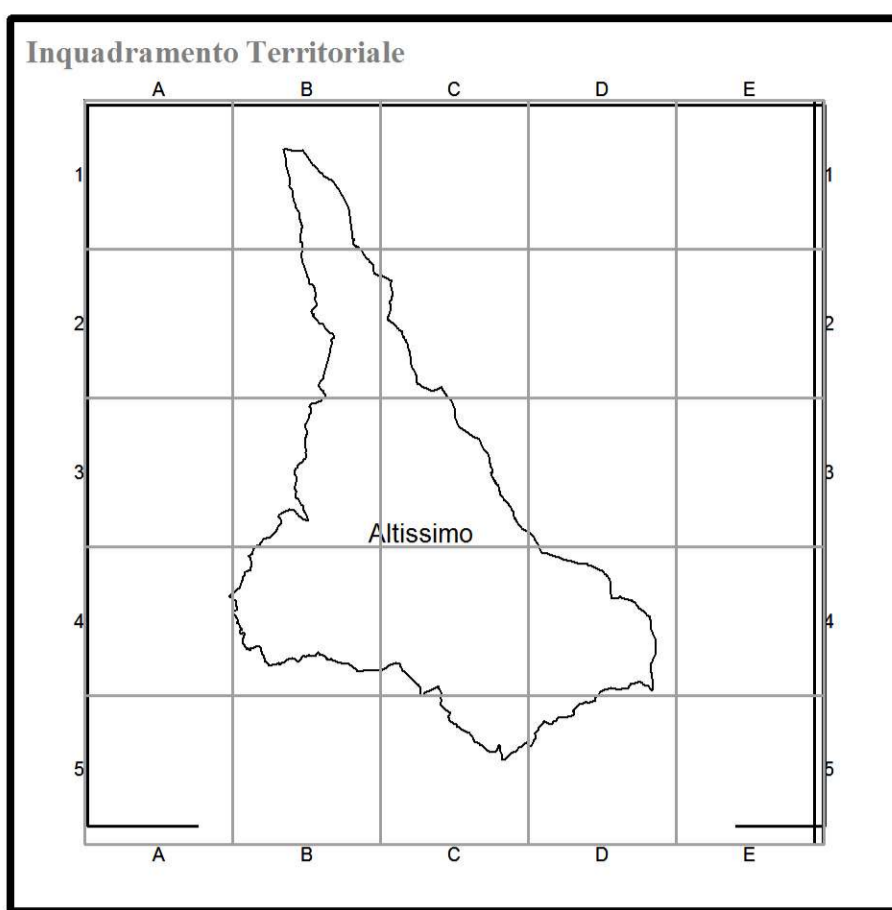 Inquadramento Territoriale
A B C D E
1 1
2 2
3 3
Altissimo
4 4
5 5
A B C D E